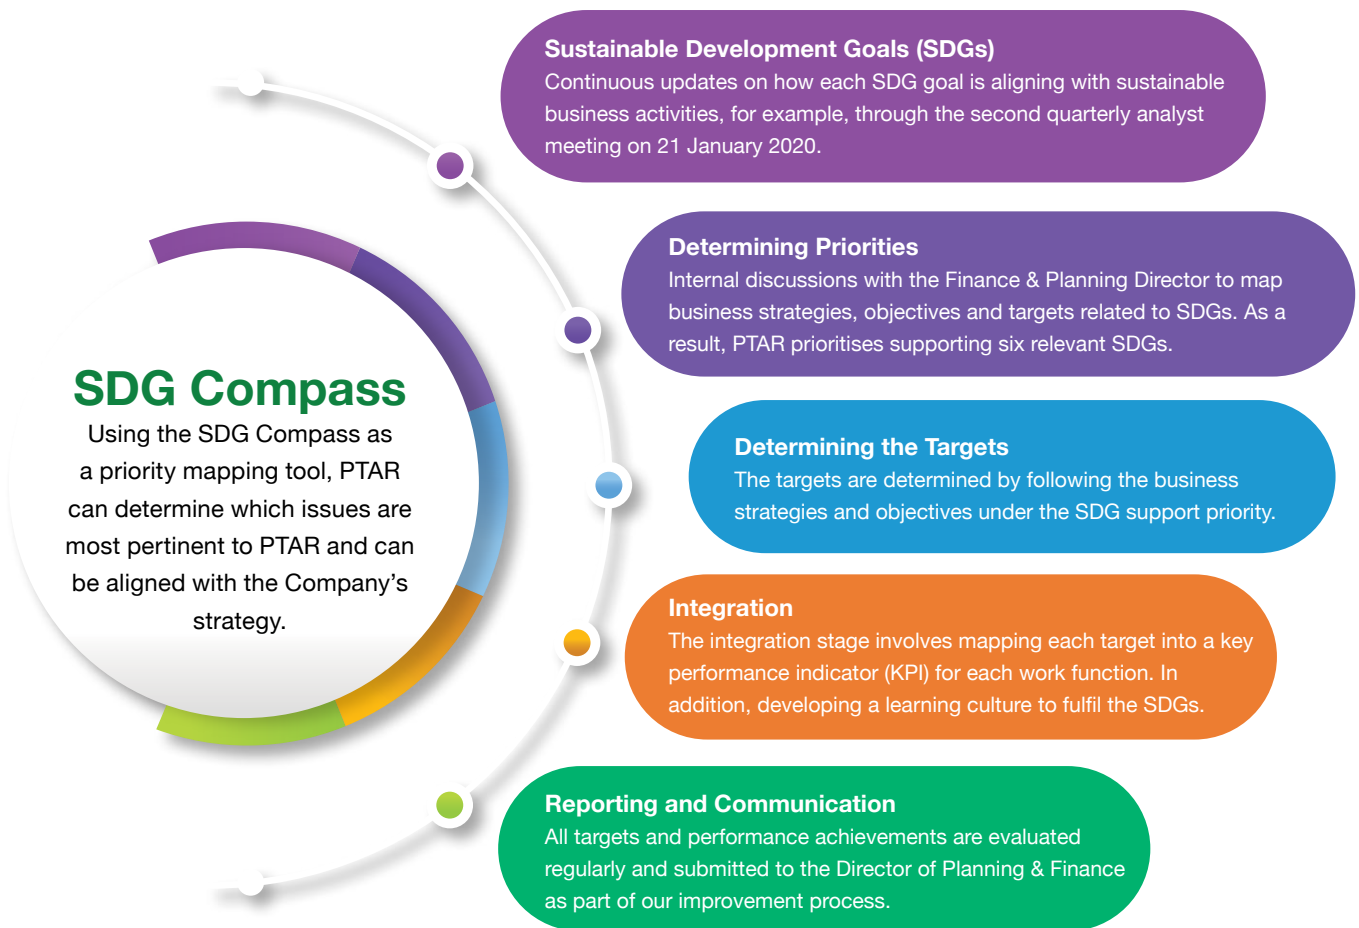 Sustainable Development Goals (SDGs)
Continuous updates on how each SDG goal is aligning with sustainable
business activities, for example, through the second quarterly analyst
meeting on 21 January 2020.
Determining Priorities
Internal discussions with the Finance & Planning Director to map
business strategies, objectives and targets related to SDGs. As a
result, PTAR prioritises supporting six relevant SDGs.
SDG Compass
Using the SDG Compass as
a priority mapping tool, PTAR
can determine which issues are
most pertinent to PTAR and can
be aligned with the Company’s
strategy.
Determining the Targets
The targets are determined by following the business
strategies and objectives under the SDG support priority.
Integration
The integration stage involves mapping each target into a key
performance indicator (KPI) for each work function. In
addition, developing a learning culture to fulfil the SDGs.
Reporting and Communication
All targets and performance achievements are evaluated
regularly and submitted to the Director of Planning & Finance
as part of our improvement process.